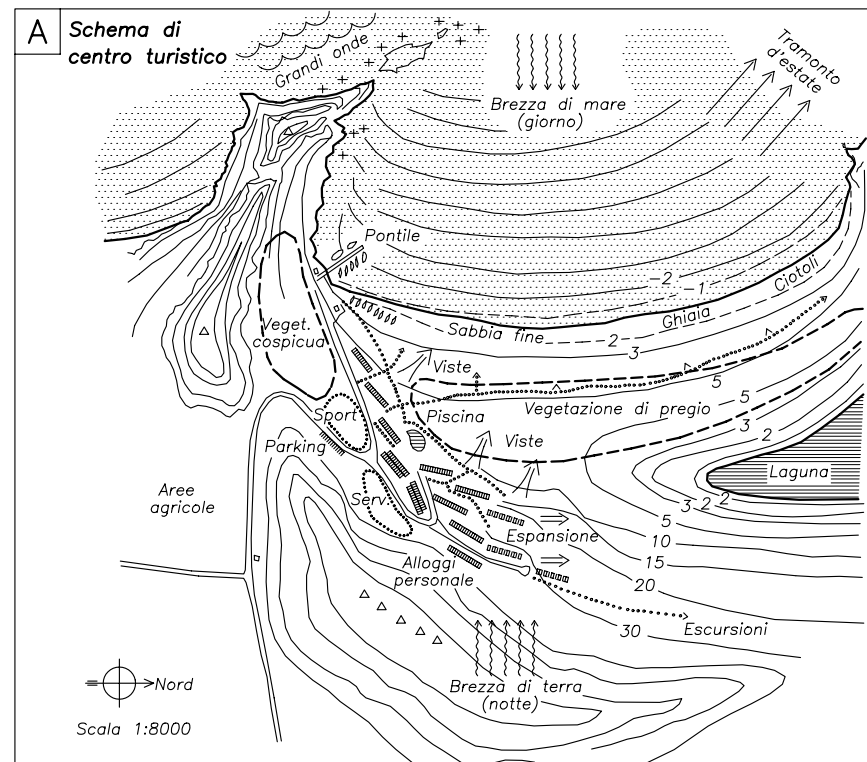 A
Schema di
centro turistico
Grandi onde
Brezza di mare
(giorno)
Tramonto
d'estate
Pontile
-2
-1
Ciotoli
Ghiaia
Sabbia fine
2
3
Veget.
cospicua
Viste
5
5
Sport
Piscina
Vegetazione di pregio
3
2
Parking
Viste
Laguna
Aree
agricole
Serv.
3
2
2
5
Espansione
10
15
Alloggi
personale
20
30
Escursioni
Nord
Brezza di terra
(notte)
Scala 1:8000